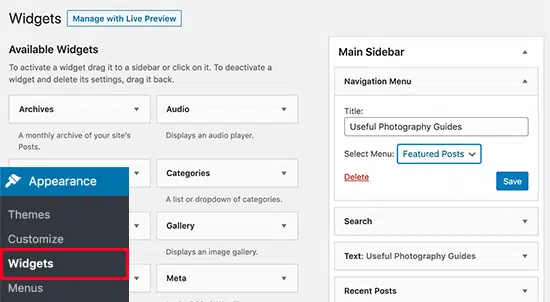 Widgets
Manage with Live Preview
Available Widgets
To activate a widget drag it to a sidebar or click on it. To deactivate a
widget and delete its settings, drag it back.
Archives
Audio
A monthly archive of your site's
Posts.
Displays an audio player.
Categories
A list or dropdown of categories.
Gallery
Displays an image gallery.
Meta
Appearance
Themes
Customize
Widgets
Menus
Main Sidebar
Navigation Menu
Title:
Useful Photography Guides
Select Menu: Featured Posts
Delete
Save
Search
Text: Useful Photography Guides
Recent Posts